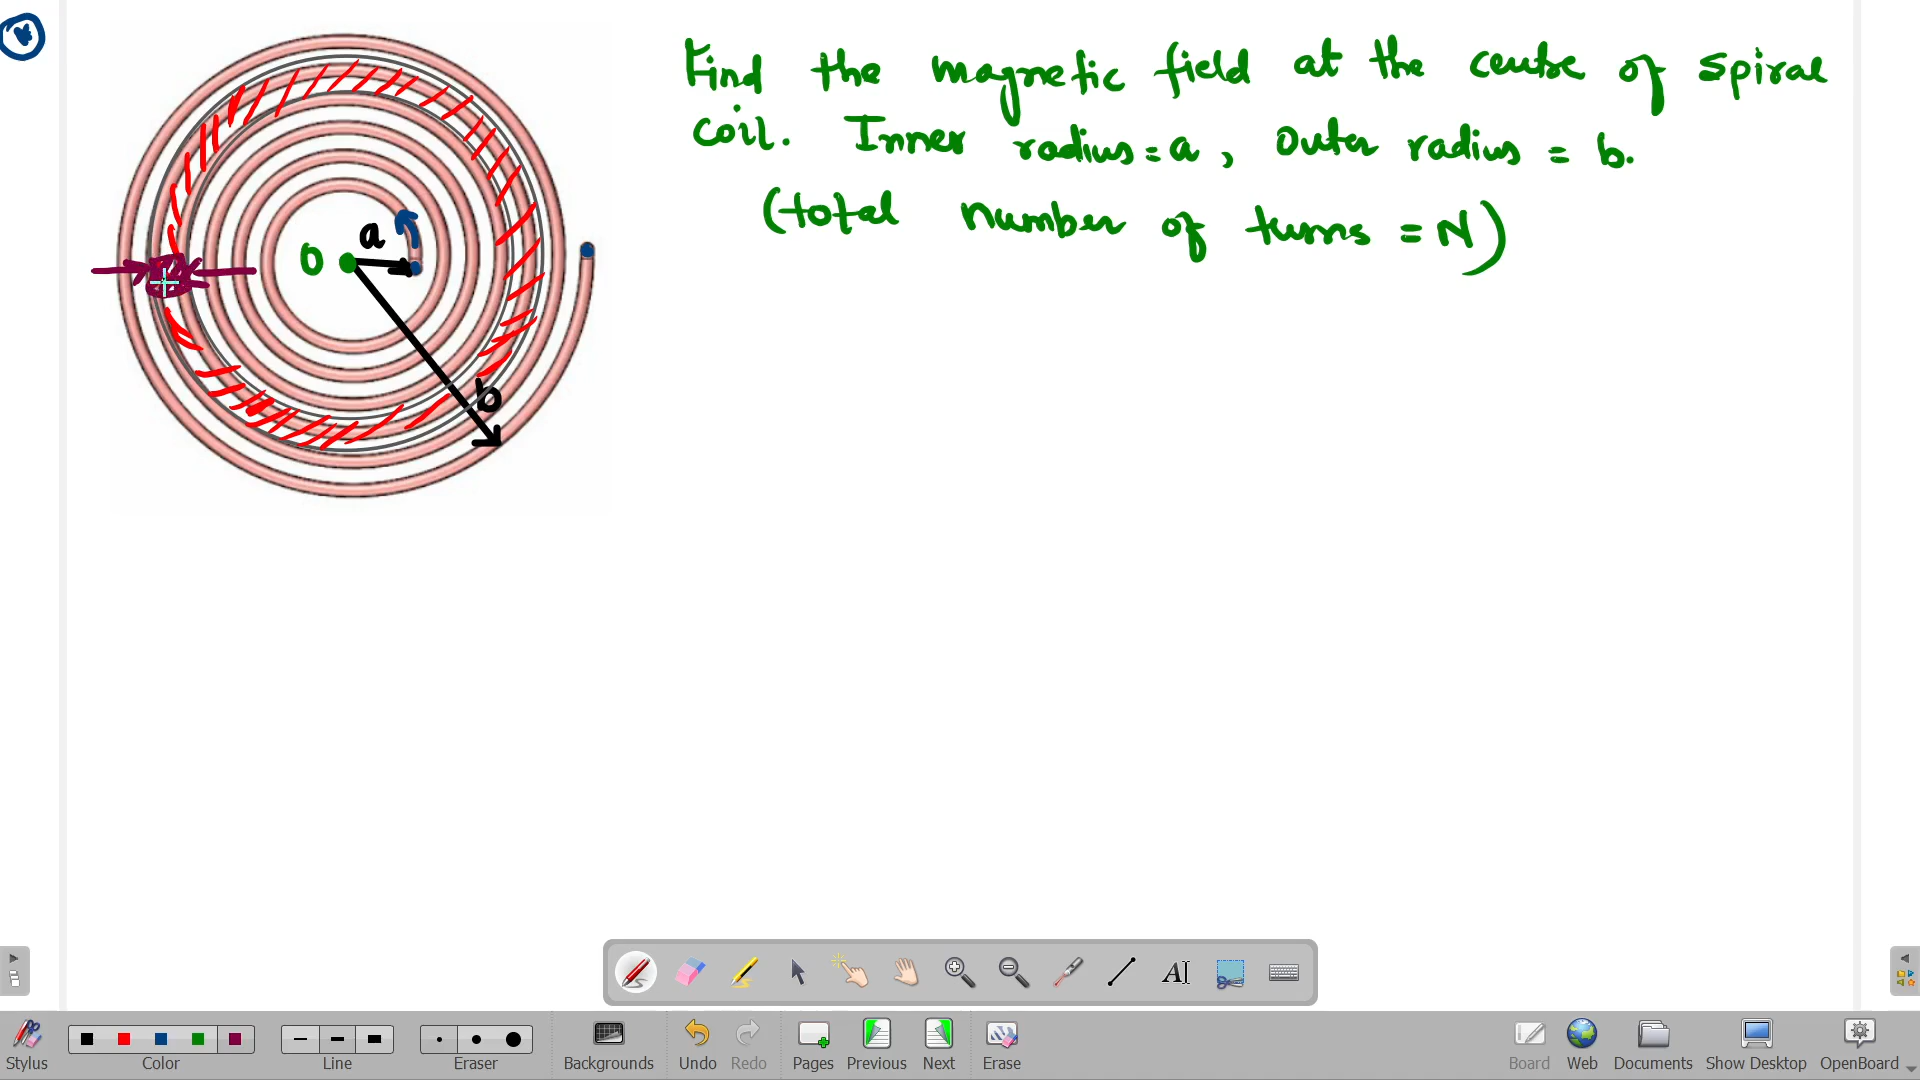 Find the magnetic field at the centre of spiral
coil. Inner radius = a, Outer radius = b.
(total number of turns = N)
a
O
b
Stylus
Color
Line
Eraser
Backgrounds
Undo
Redo
Pages
Previous
Next
Erase
Board
Web
Documents
Show Desktop
OpenBoard